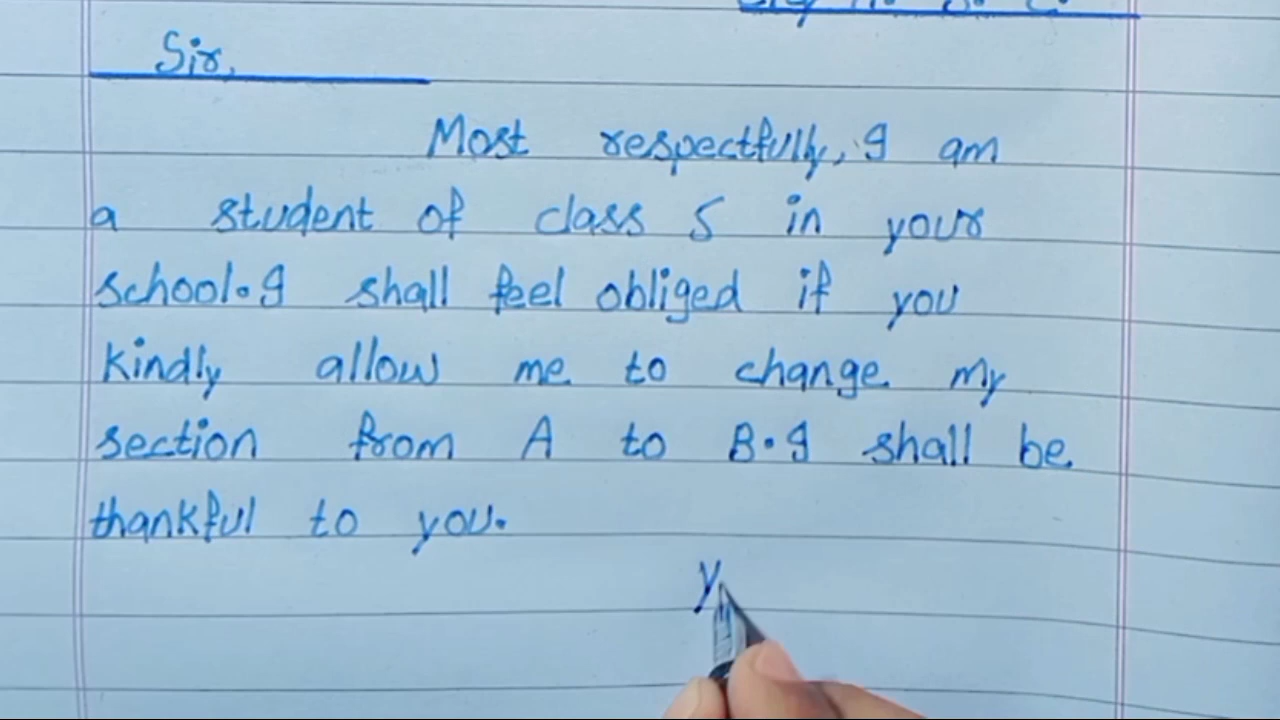 Sir,
Most respectfully, I am
a student of class 5 in your
school. I shall feel obliged if you
kindly allow me to change my
section from A to B. I shall be
thankful to you.
y